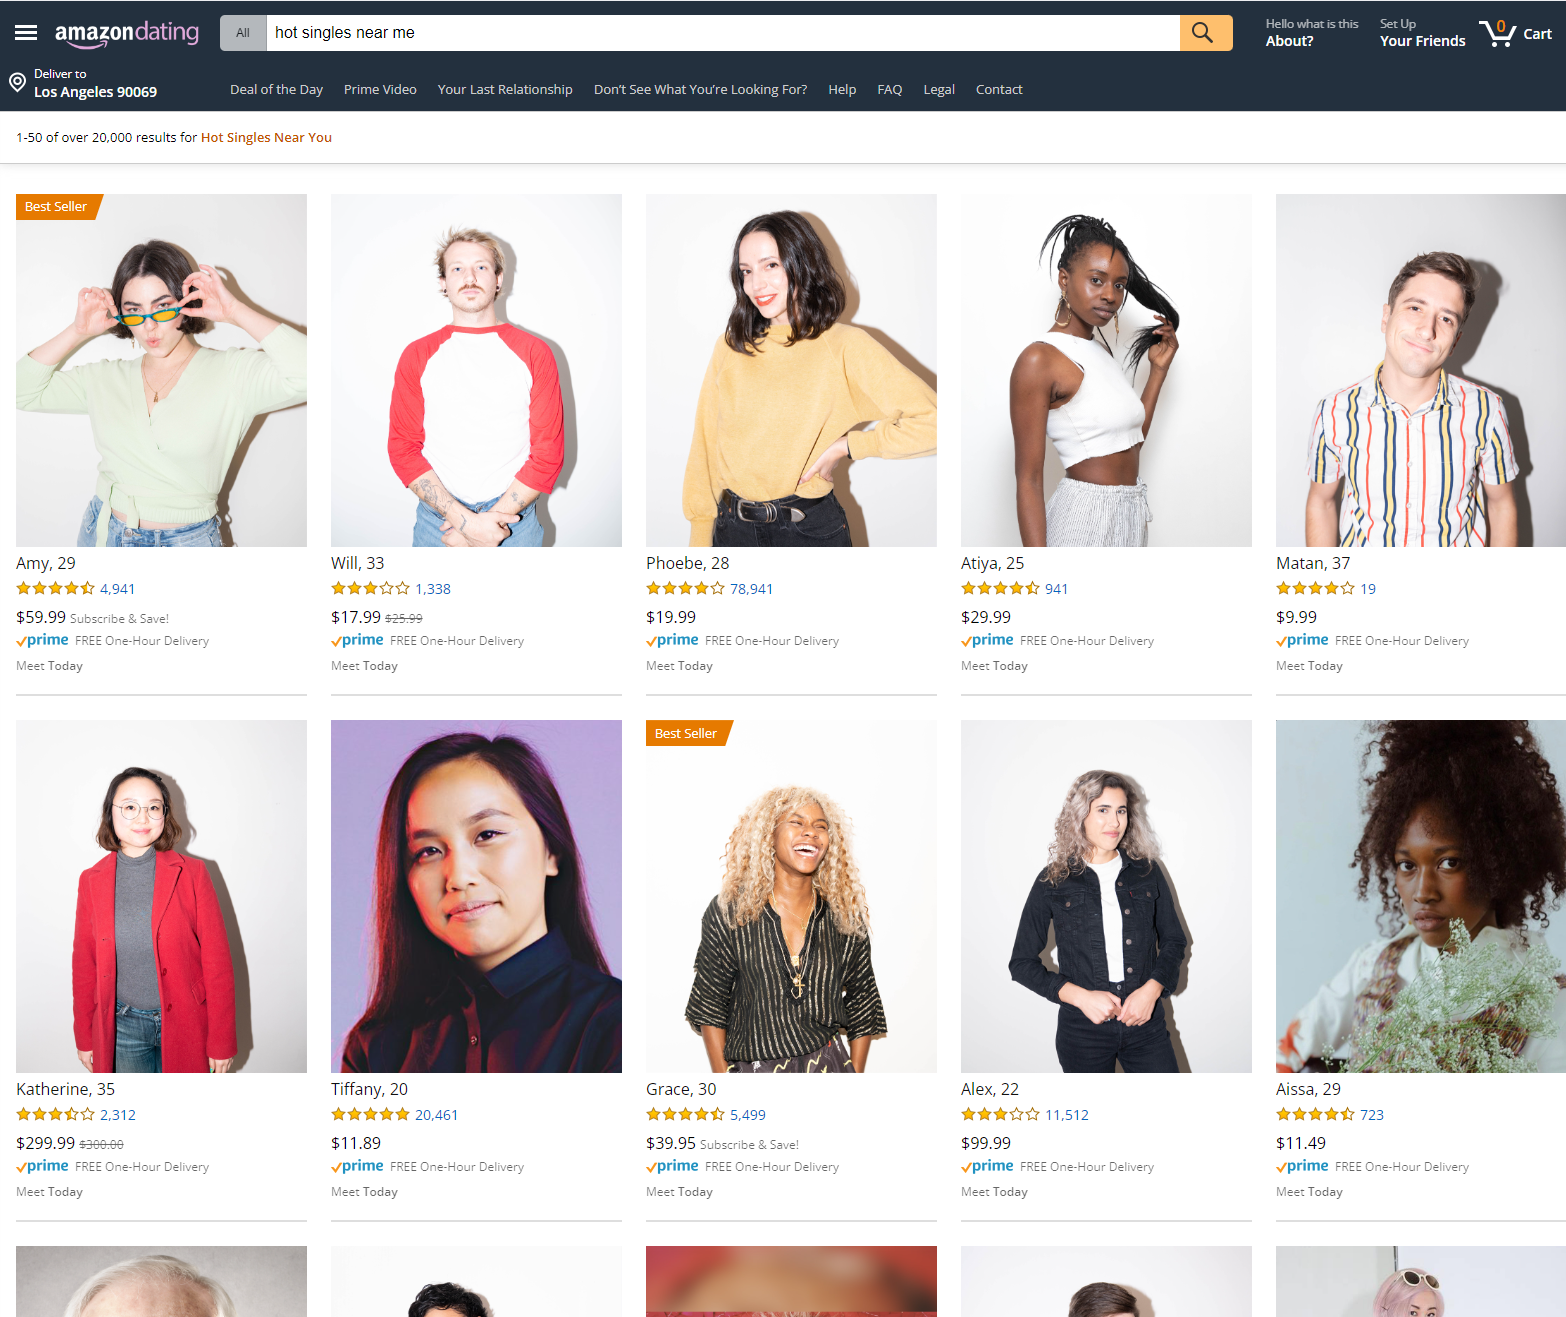 amazondating
All
hot singles near me
Hello what is this
About?
Set Up
Your Friends
0
Cart
Deliver to
Los Angeles 90069
Deal of the Day
Prime Video
Your Last Relationship
Don't See What You're Looking For?
Help
FAQ
Legal
Contact
1-50 of over 20,000 results for Hot Singles Near You
Best Seller
Amy, 29
4,941
$59.99 Subscribe & Save!
prime FREE One-Hour Delivery
Meet Today
Will, 33
1,338
$17.99 $25.99
prime FREE One-Hour Delivery
Meet Today
Phoebe, 28
78,941
$19.99
prime FREE One-Hour Delivery
Meet Today
Atiya, 25
941
$29.99
prime FREE One-Hour Delivery
Meet Today
Matan, 37
19
$9.99
prime FREE One-Hour Delivery
Meet Today
Katherine, 35
2,312
$299.99 $300.00
prime FREE One-Hour Delivery
Meet Today
Tiffany, 20
20,461
$11.89
prime FREE One-Hour Delivery
Meet Today
Best Seller
Grace, 30
5,499
$39.95 Subscribe & Save!
prime FREE One-Hour Delivery
Meet Today
Alex, 22
11,512
$99.99
prime FREE One-Hour Delivery
Meet Today
Aissa, 29
723
$11.49
prime FREE One-Hour Delivery
Meet Today